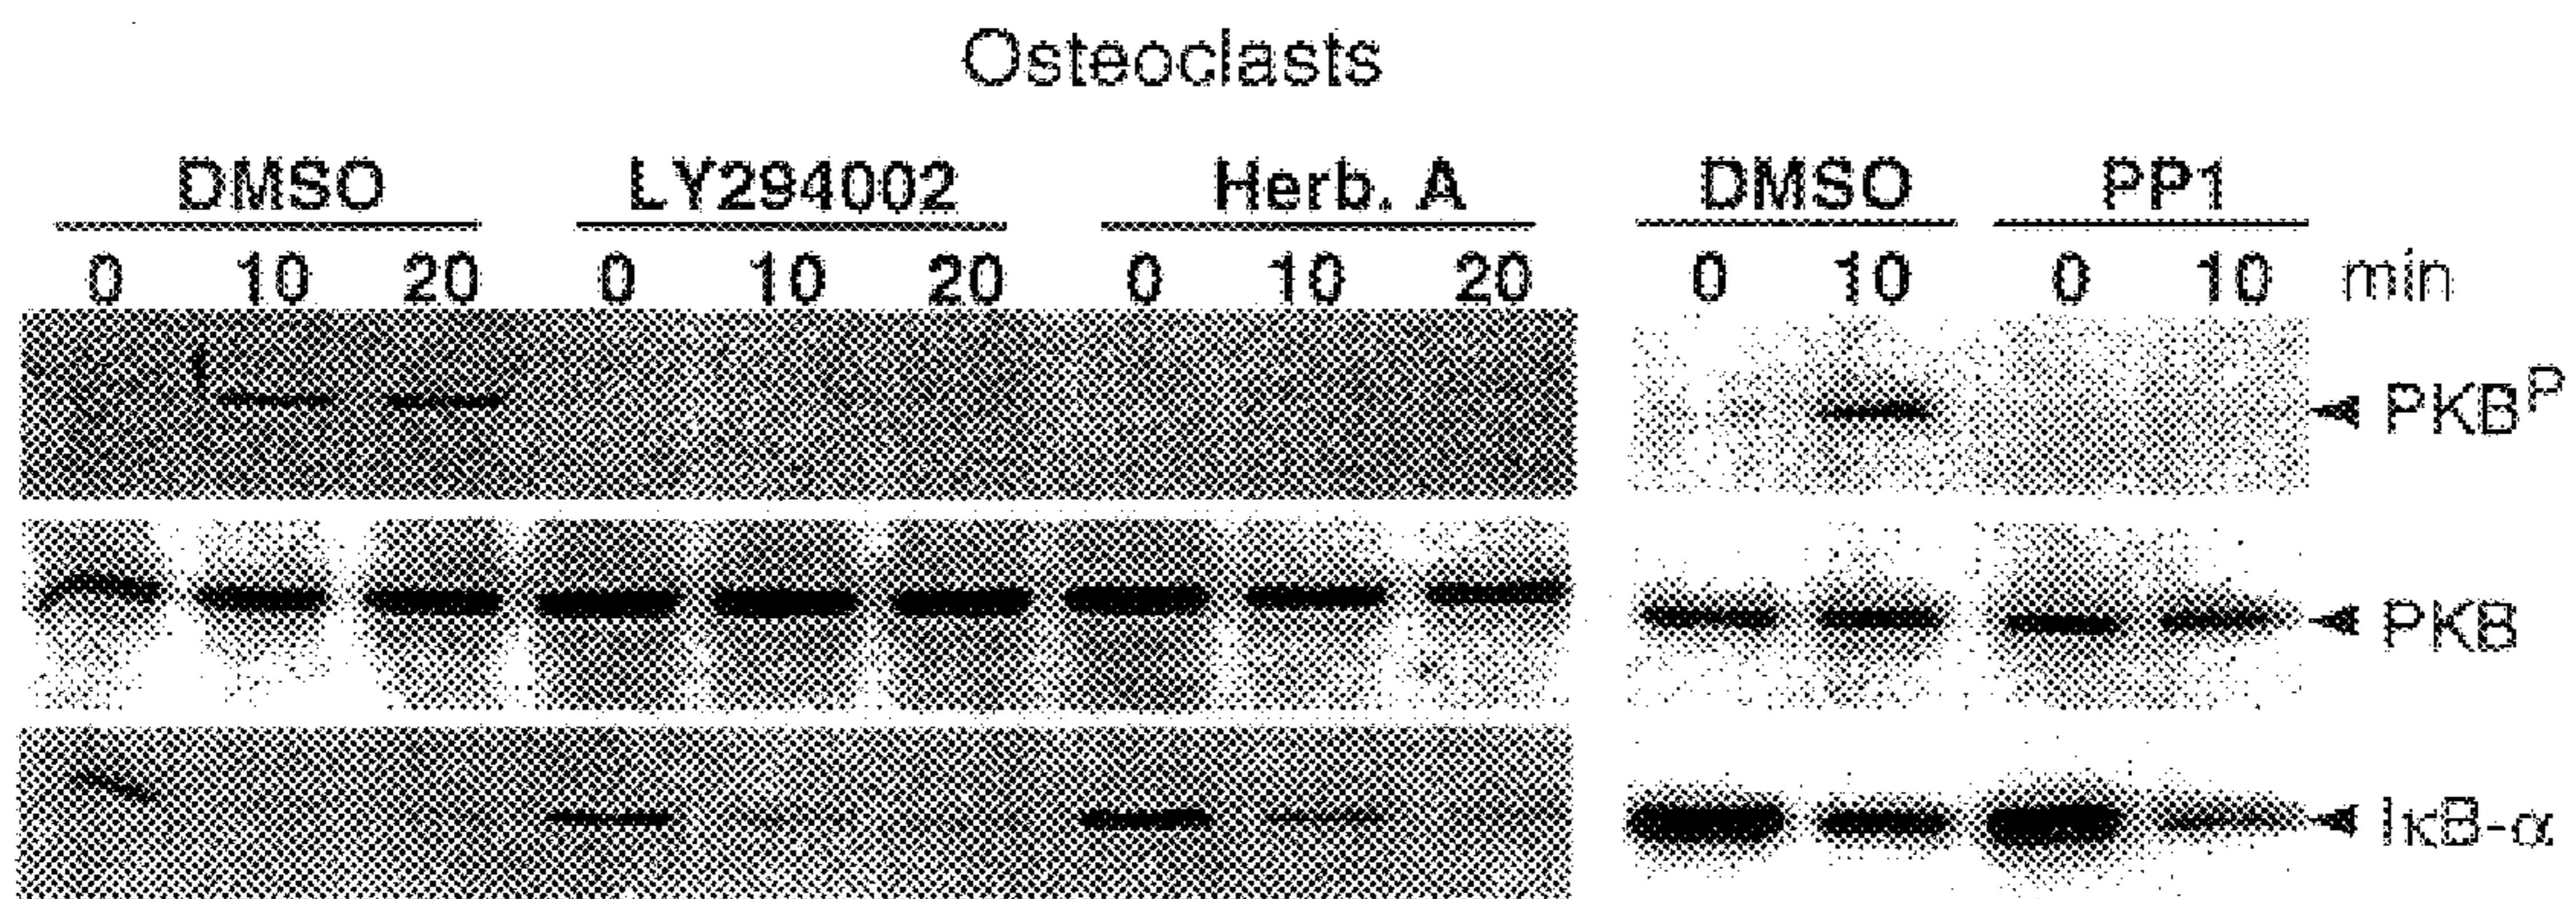 Osteoclasts
DMSO LY294002 Herb. A DMSO PP1
0 10 20 0 10 20 0 10 20 0 10 0 10 min
PKBᴾ
PKB
IκB-α